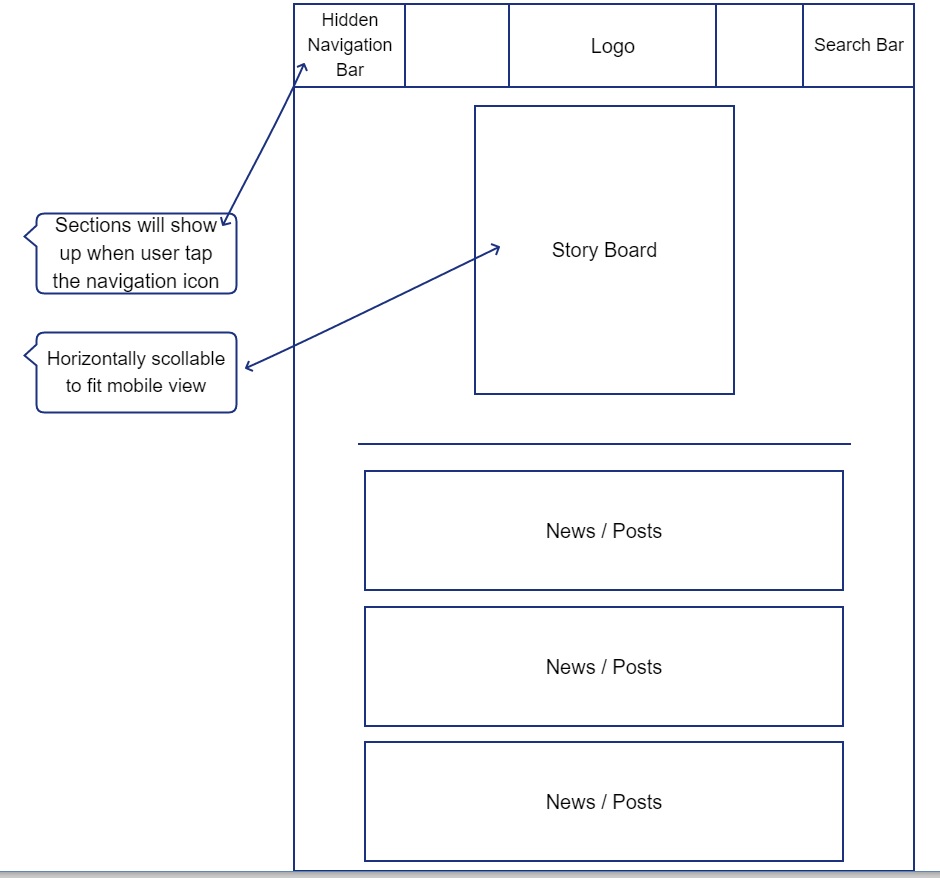 Hidden
Navigation
Bar
Logo
Search Bar
Sections will show
up when user tap
the navigation icon
Story Board
Horizontally scollable
to fit mobile view
News / Posts
News / Posts
News / Posts